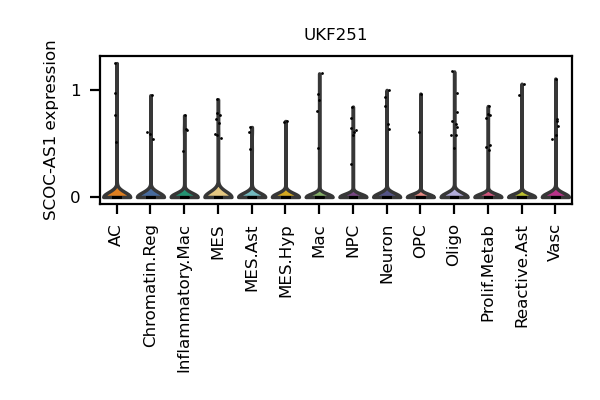 UKF251
SCOC-AS1 expression
1
0
AC
Chromatin.Reg
Inflammatory.Mac
MES
MES.Ast
MES.Hyp
Mac
NPC
Neuron
OPC
Oligo
Prolif.Metab
Reactive.Ast
Vasc